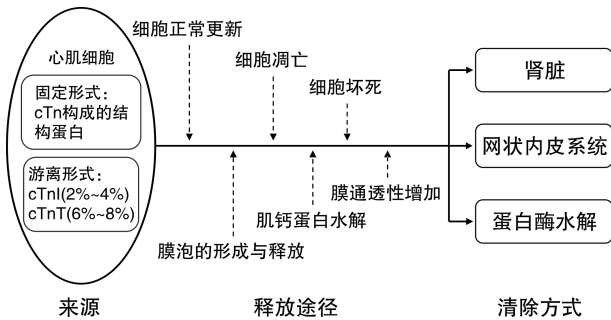 心肌细胞
固定形式：
cTn构成的结
构蛋白
游离形式：
cTnI(2%~4%)
cTnT(6%~8%)
来源
细胞正常更新
细胞凋亡
细胞坏死
膜通透性增加
肌钙蛋白水解
膜泡的形成与释放
释放途径
肾脏
网状内皮系统
蛋白酶水解
清除方式